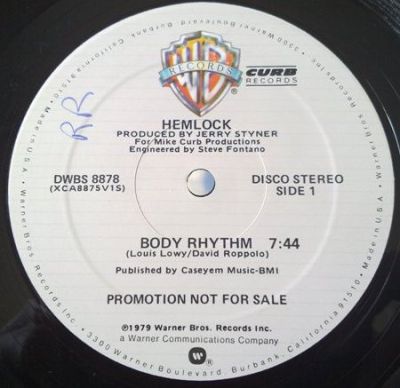 Warner Bros. Records Inc. • 3300 Warner Boulevard, Burbank, California 91510 • Made in U.S.A. •
RR
WB
RECORDS
CURB
RECORDS
HEMLOCK
PRODUCED BY JERRY STYNER
For Mike Curb Productions
Engineered by Steve Fontano
DWBS 8878
(XCA8875V1S)
DISCO STEREO
SIDE 1
BODY RHYTHM 7:44
(Louis Lowy/David Roppolo)
Published by Caseyem Music-BMI
PROMOTION NOT FOR SALE
℗©1979 Warner Bros. Records Inc.
a Warner Communications Company
W